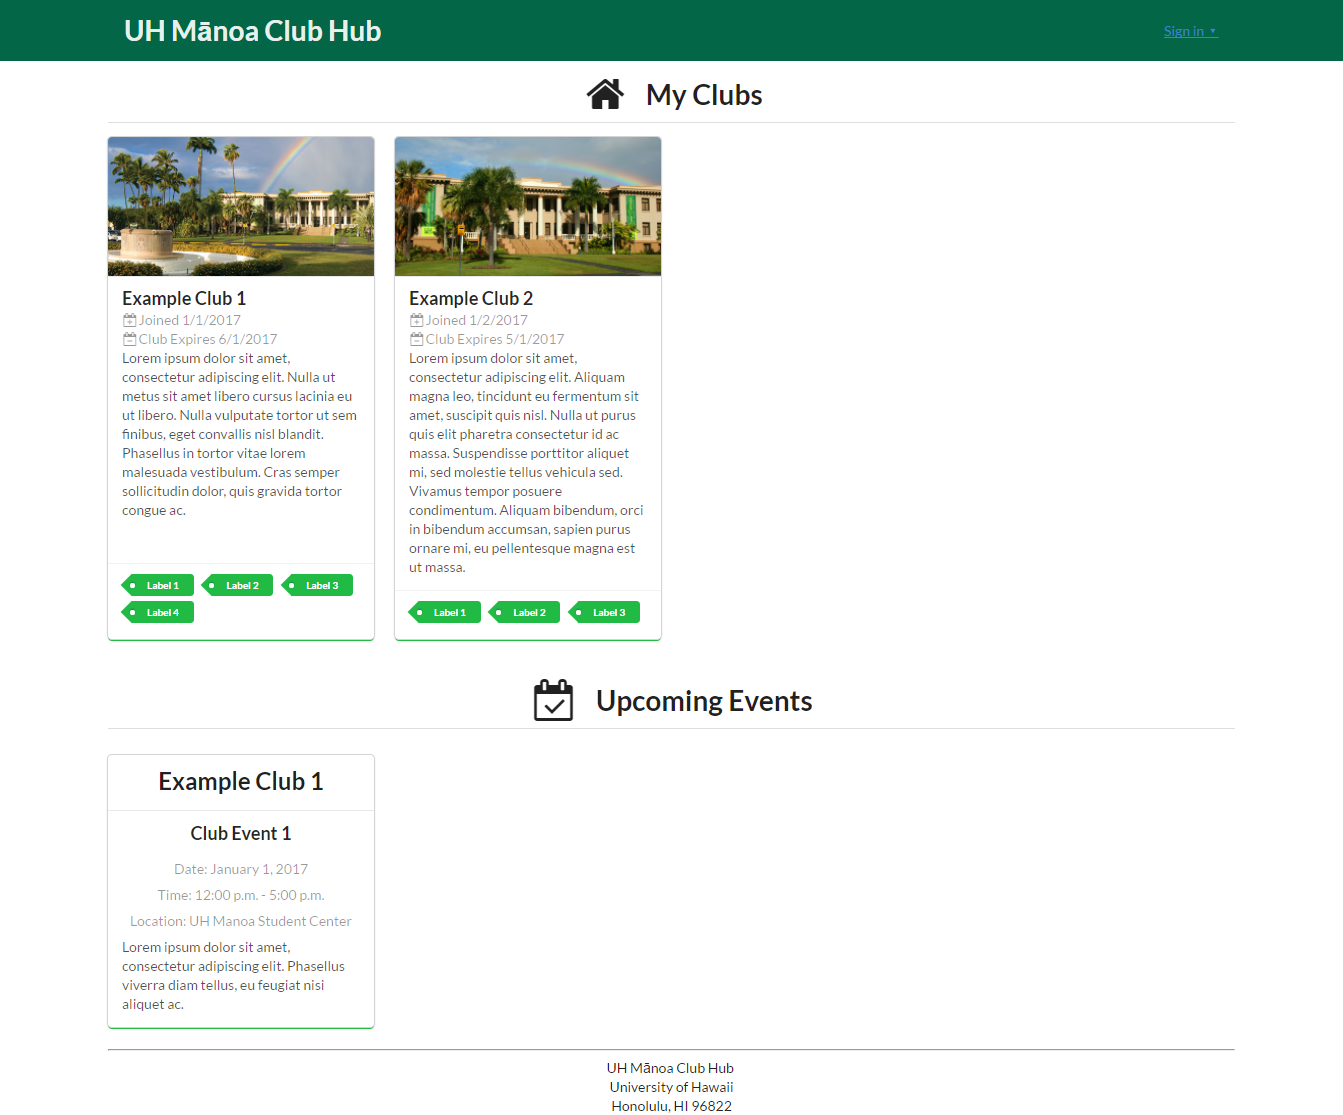 UH Mānoa Club Hub
Sign in
My Clubs
Example Club 1
Joined 1/1/2017
Club Expires 6/1/2017
Lorem ipsum dolor sit amet,
consectetur adipiscing elit. Nulla ut
metus sit amet libero cursus lacinia eu
ut libero. Nulla vulputate tortor ut sem
finibus, eget convallis nisl blandit.
Phasellus in tortor vitae lorem
malesuada vestibulum. Cras semper
sollicitudin dolor, quis gravida tortor
congue ac.
Label 1
Label 2
Label 3
Label 4
Example Club 2
Joined 1/2/2017
Club Expires 5/1/2017
Lorem ipsum dolor sit amet,
consectetur adipiscing elit. Aliquam
magna leo, tincidunt eu fermentum sit
amet, suscipit quis nisl. Nulla ut purus
quis elit pharetra consectetur id ac
massa. Suspendisse porttitor aliquet
mi, sed molestie tellus vehicula sed.
Vivamus tempor posuere
condimentum. Aliquam bibendum, orci
in bibendum accumsan, sapien purus
ornare mi, eu pellentesque magna est
ut massa.
Label 1
Label 2
Label 3
Upcoming Events
Example Club 1
Club Event 1
Date: January 1, 2017
Time: 12:00 p.m. - 5:00 p.m.
Location: UH Manoa Student Center
Lorem ipsum dolor sit amet,
consectetur adipiscing elit. Phasellus
viverra diam tellus, eu feugiat nisi
aliquet ac.
UH Mānoa Club Hub
University of Hawaii
Honolulu, HI 96822